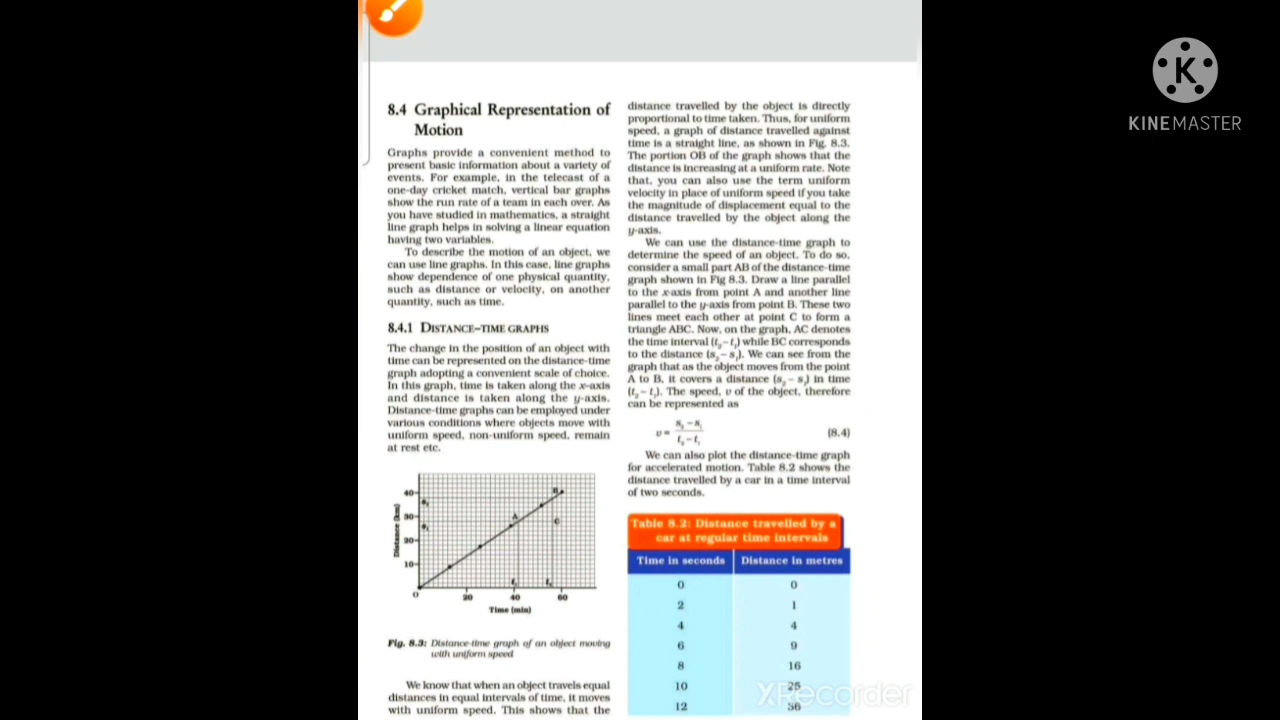 8.4 Graphical Representation of
Motion
Graphs provide a convenient method to
present basic information about a variety of
events. For example, in the telecast of a
one-day cricket match, vertical bar graphs
show the run rate of a team in each over. As
you have studied in mathematics, a straight
line graph helps in solving a linear equation
having two variables.
To describe the motion of an object, we
can use line graphs. In this case, line graphs
show dependence of one physical quantity,
such as distance or velocity, on another
quantity, such as time.
8.4.1 DISTANCE–TIME GRAPHS
The change in the position of an object with
time can be represented on the distance-time
graph adopting a convenient scale of choice.
In this graph, time is taken along the x–axis
and distance is taken along the y-axis.
Distance-time graphs can be employed under
various conditions where objects move with
uniform speed, non-uniform speed, remain
at rest etc.
40
30
20
10
Distance (km)
s₂
s₁
A
B
C
t₁
t₂
O
20
40
60
Time (min)
Fig. 8.3: Distance-time graph of an object moving
with uniform speed
We know that when an object travels equal
distances in equal intervals of time, it moves
with uniform speed. This shows that the
distance travelled by the object is directly
proportional to time taken. Thus, for uniform
speed, a graph of distance travelled against
time is a straight line, as shown in Fig. 8.3.
The portion OB of the graph shows that the
distance is increasing at a uniform rate. Note
that, you can also use the term uniform
velocity in place of uniform speed if you take
the magnitude of displacement equal to the
distance travelled by the object along the
y-axis.
We can use the distance-time graph to
determine the speed of an object. To do so,
consider a small part AB of the distance-time
graph shown in Fig 8.3. Draw a line parallel
to the x-axis from point A and another line
parallel to the y-axis from point B. These two
lines meet each other at point C to form a
triangle ABC. Now, on the graph, AC denotes
the time interval (t₂ – t₁) while BC corresponds
to the distance (s₂ – s₁). We can see from the
graph that as the object moves from the point
A to B, it covers a distance (s₂ – s₁) in time
(t₂ – t₁). The speed, v of the object, therefore
can be represented as
v = s₂ – s₁ / t₂ – t₁ (8.4)
We can also plot the distance-time graph
for accelerated motion. Table 8.2 shows the
distance travelled by a car in a time interval
of two seconds.
Table 8.2: Distance travelled by a
car at regular time intervals
Time in seconds Distance in metres
0 0
2 1
4 4
6 9
8 16
10 25
12 36
K
KINEMASTER
XRecorder